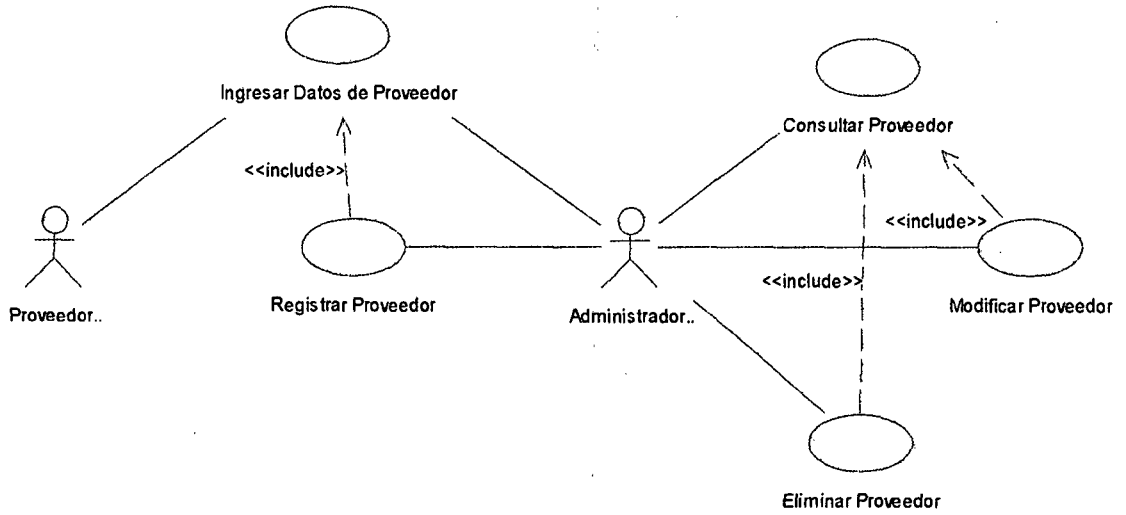 Ingresar Datos de Proveedor
Consultar Proveedor
<<include>>
<<include>>
<<include>>
Proveedor..
Registrar Proveedor
Administrador..
Modificar Proveedor
Eliminar Proveedor